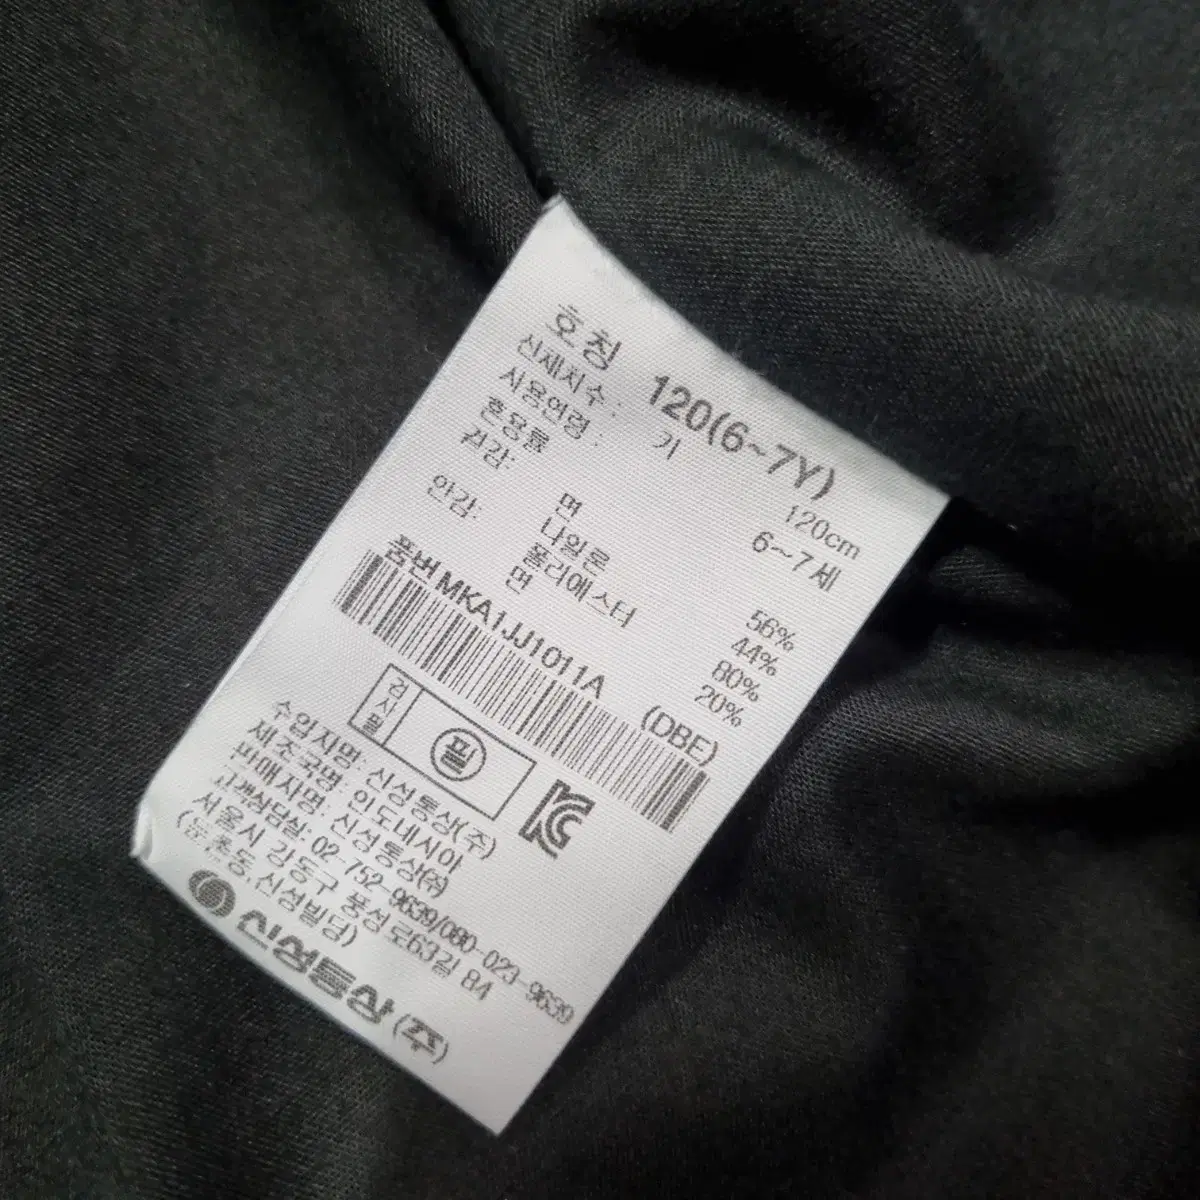 호칭 120(6~7Y)
신체치수: 키 120cm
사용연령: 6~7세
혼용률
겉감: 면 56%
나일론 44%
안감: 폴리에스터 80%
면 20%
품번 MKA1JJ1011A (DBE)
검사필 필
수입자명: 신성통상(주)
제조국명: 인도네시아
판매자명: 신성통상㈜
고객상담실: 02-752-9639/080-023-9639
서울시 강동구 풍성로63길 84
(둔촌동,신성빌딩)
신성통상(주)